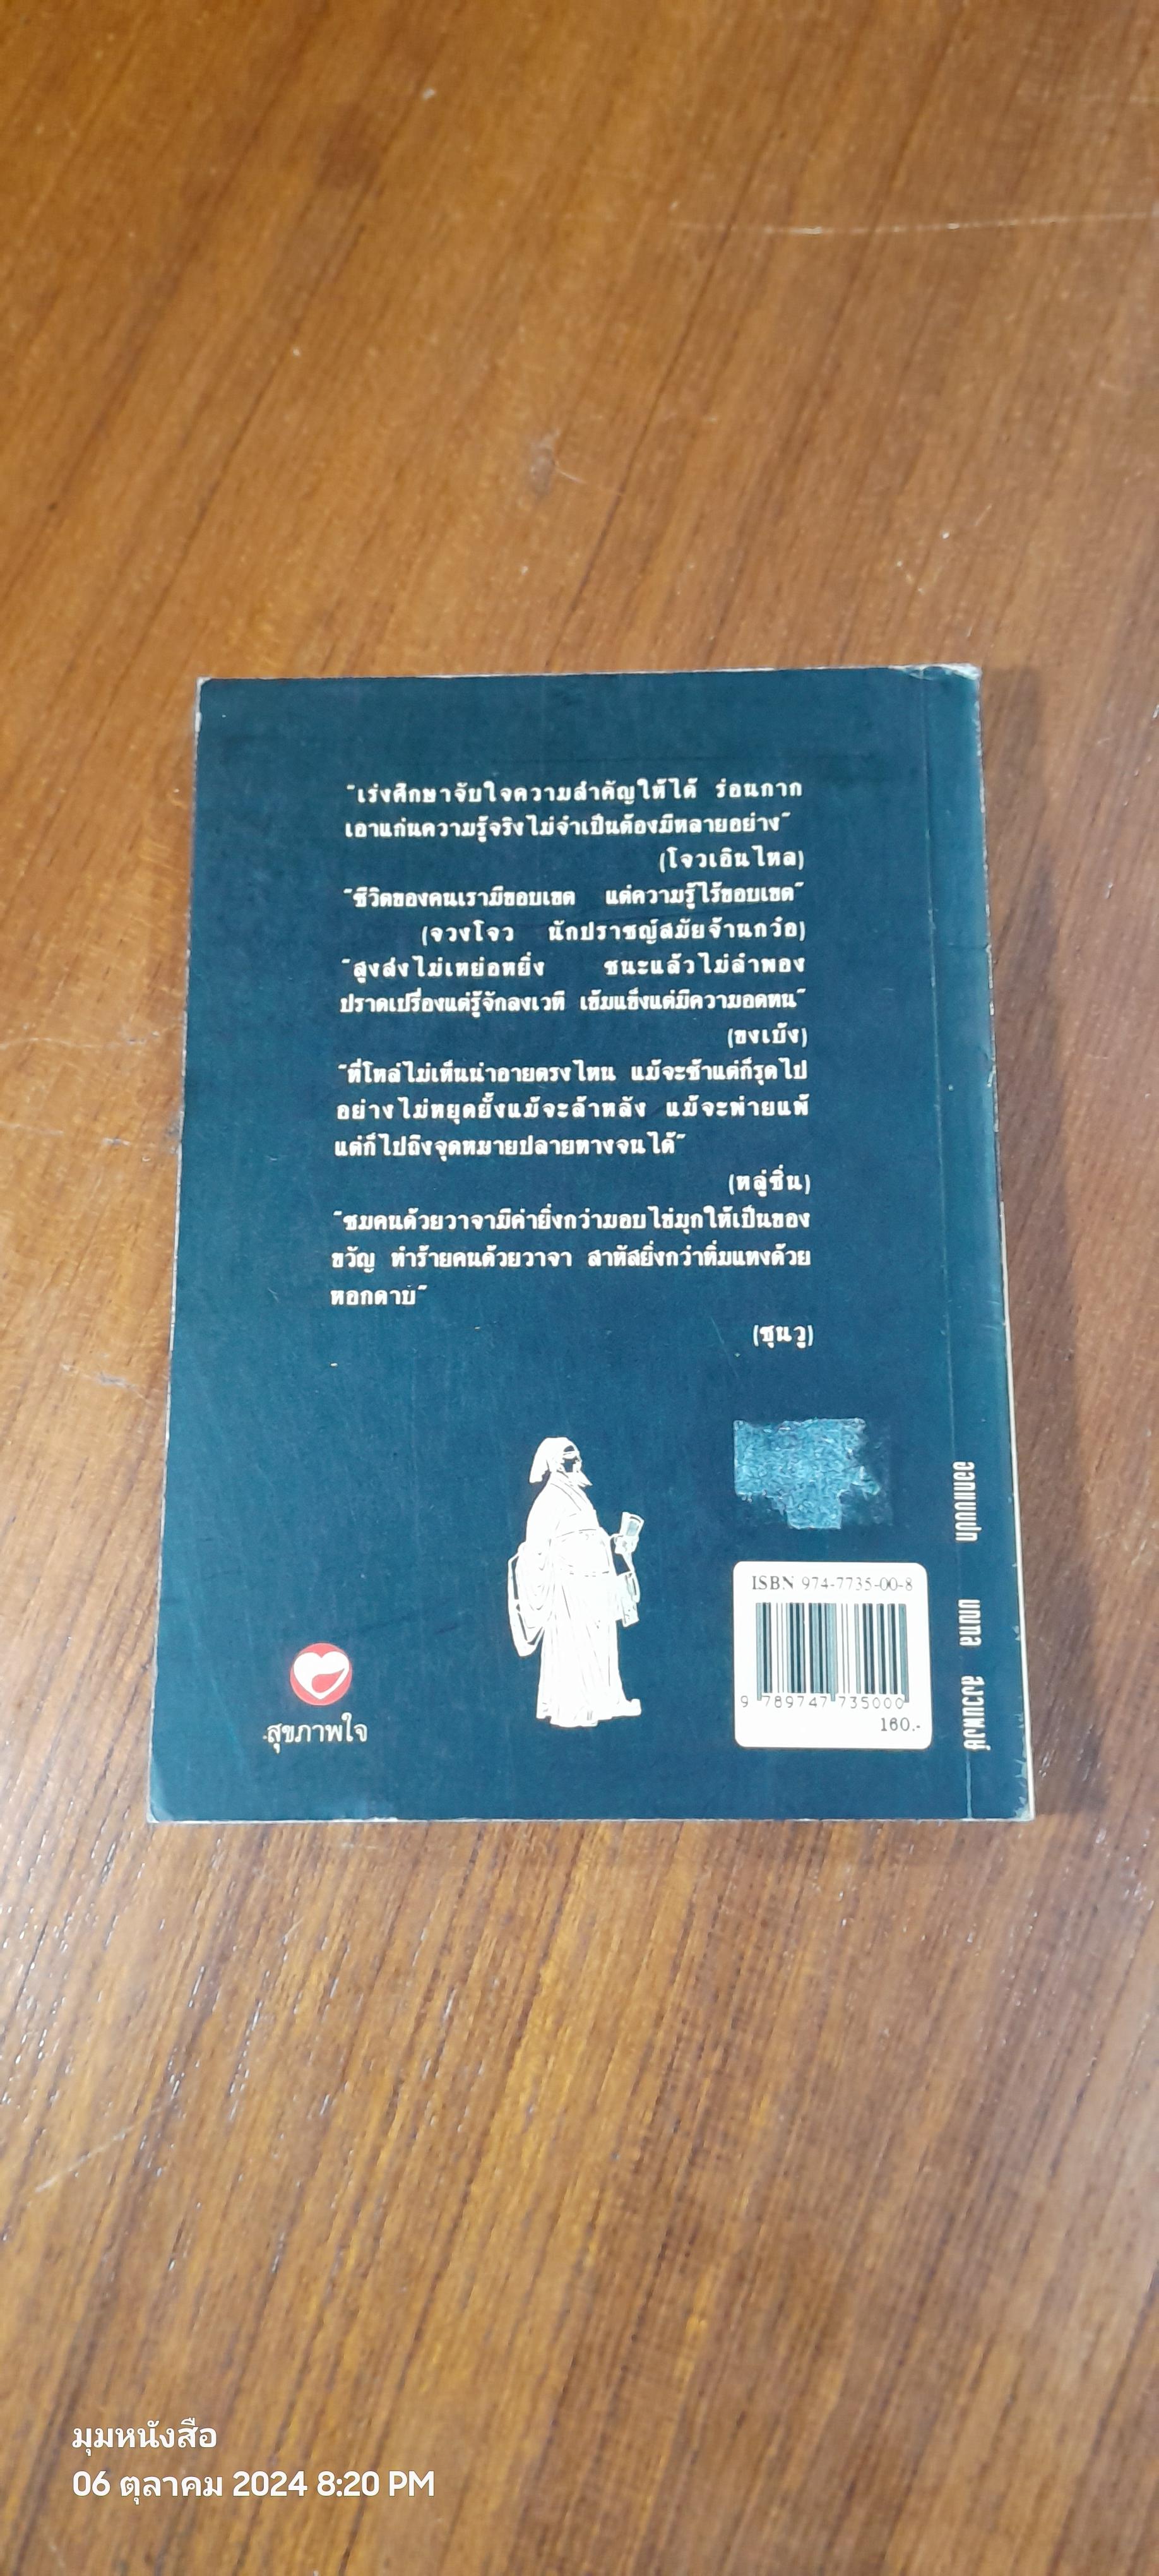 "เร่งศึกษาจับใจความสำคัญให้ได้ ร่อนกาก
เอาแก่นความรู้จริงไม่จำเป็นต้องมีหลายอย่าง"
(โจวเอินไหล)
"ชีวิตของคนเรามีขอบเขต แต่ความรู้ไร้ขอบเขต"
(จวงโจว นักปราชญ์สมัยจ้านกว๋อ)
"สูงส่งไม่เหย่อหยิ่ง ชนะแล้วไม่ลำพอง
ปราดเปรื่องแต่รู้จักลงเวที เข้มแข็งแต่มีความอดทน"
(ขงเบ้ง)
"ที่โหล่ไม่เห็นน่าอายตรงไหน แม้จะช้าแต่ก็รุดไป
อย่างไม่หยุดยั้งแม้จะล้าหลัง แม้จะพ่ายแพ้
แต่ก็ไปถึงจุดหมายปลายทางจนได้"
(หลู่ซิ่น)
"ชมคนด้วยวาจามีค่ายิ่งกว่ามอบไข่มุกให้เป็นของ
ขวัญ ทำร้ายคนด้วยวาจา สาหัสยิ่งกว่าทิ่มแทงด้วย
หอกดาบ"
(ซุนวู)
ออกแบบปก มณฑล สงวนพงษ์
ISBN 974-7735-00-8
9 789747 735000
160.-
สุขภาพใจ
มุมหนังสือ
06 ตุลาคม 2024 8:20 PM